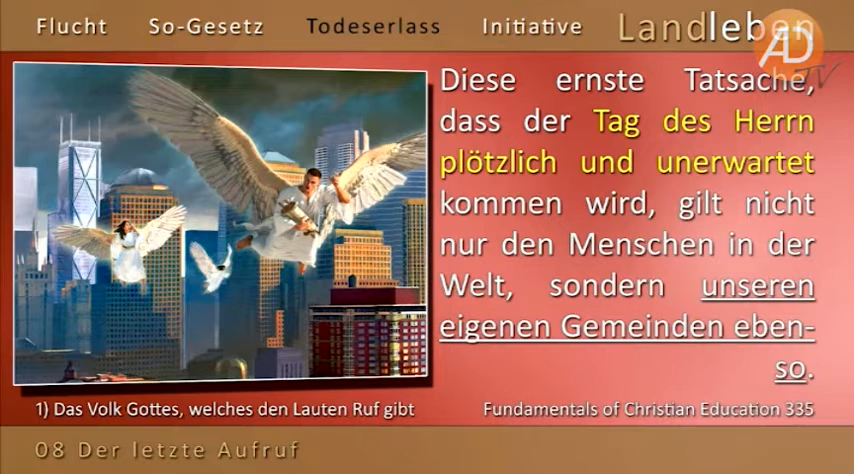 Flucht So-Gesetz Todeserlass Initiative Landleben
AD
TV
Diese ernste Tatsache,
dass der Tag des Herrn
plötzlich und unerwartet
kommen wird, gilt nicht
nur den Menschen in der
Welt, sondern unseren
eigenen Gemeinden eben-
so.
1) Das Volk Gottes, welches den Lauten Ruf gibt
Fundamentals of Christian Education 335
08 Der letzte Aufruf